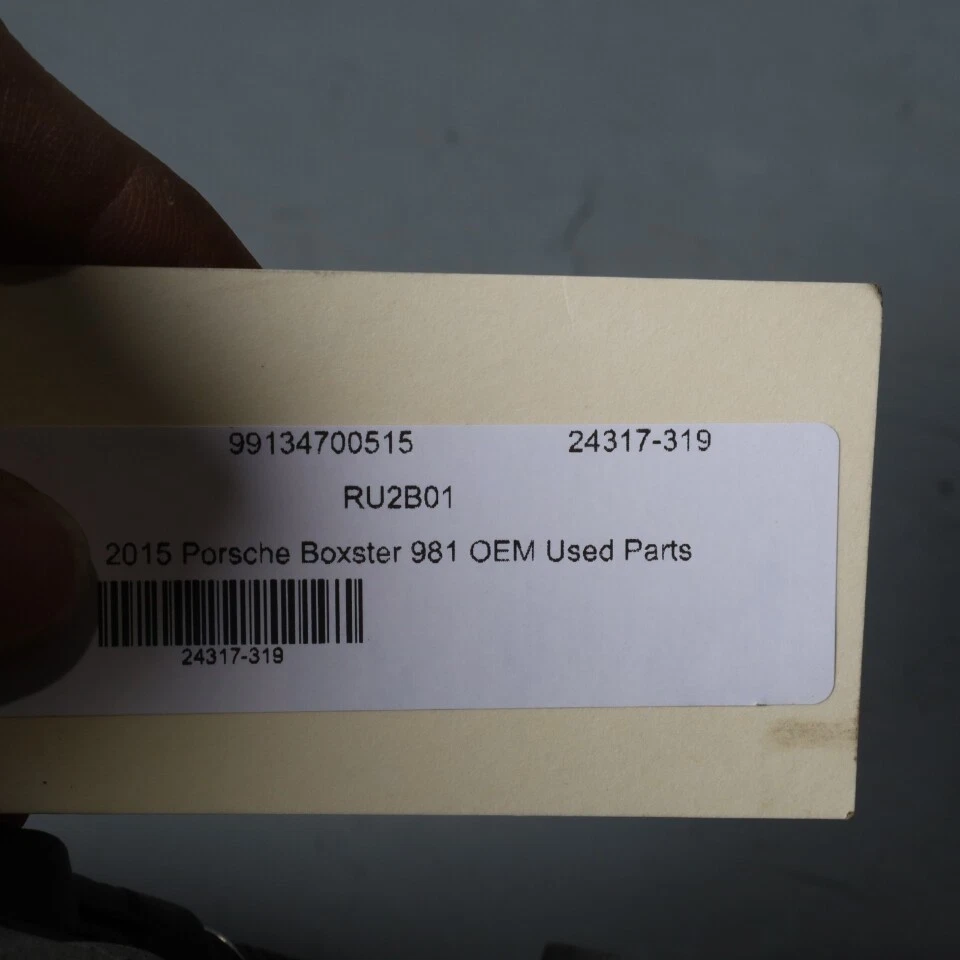 99134700515 24317-319
RU2B01
2015 Porsche Boxster 981 OEM Used Parts
24317-319